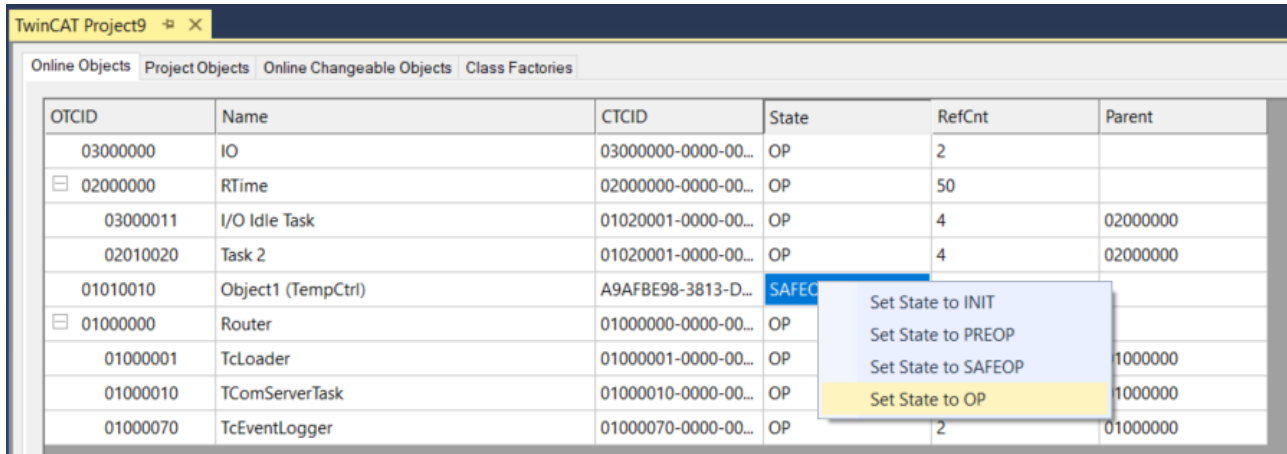 TwinCAT Project9
Online Objects Project Objects Online Changeable Objects Class Factories
OTCID Name CTCID State RefCnt Parent
03000000 IO 03000000-0000-00... OP 2
02000000 RTime 02000000-0000-00... OP 50
03000011 I/O Idle Task 01020001-0000-00... OP 4 02000000
02010020 Task 2 01020001-0000-00... OP 4 02000000
01010010 Object1 (TempCtrl) A9AFBE98-3813-D...
Set State to INIT
01000000 Router 01000000-0000-00... OP
Set State to PREOP
01000001 TcLoader 01000001-0000-00... OP 1000000
Set State to SAFEOP
01000010 TComServerTask 01000010-0000-00... OP 1000000
Set State to OP
01000070 TcEventLogger 01000070-0000-00... OP 2 01000000